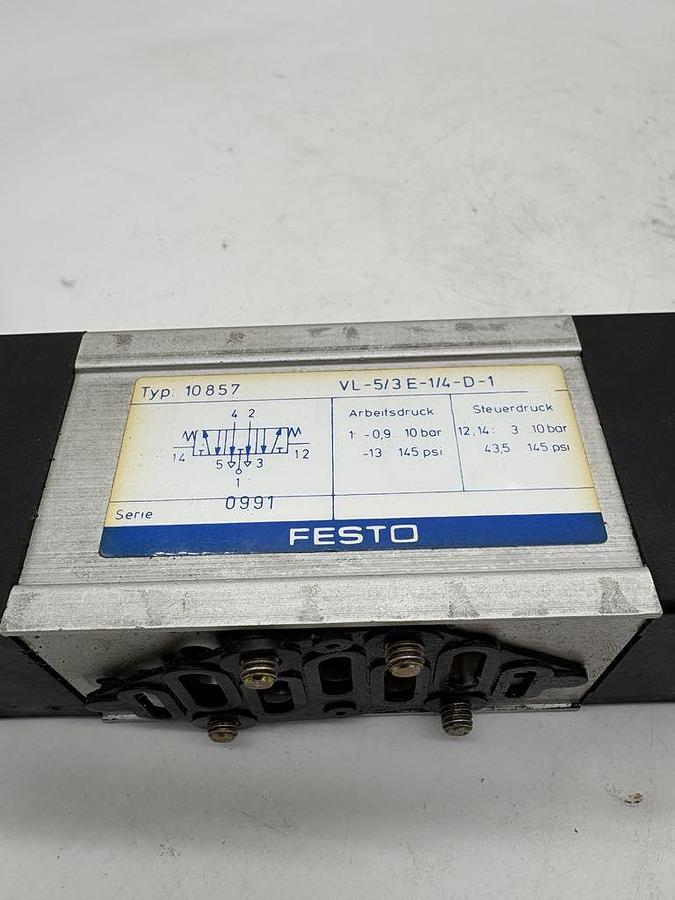 Typ 10857 VL-5/3E-1/4-D-1
4 2
14 12
5 3
1
Arbeitsdruck
1: -0,9 10 bar
-13 145 psi
Steuerdruck
12,14: 3 10 bar
43,5 145 psi
Serie 0991
FESTO